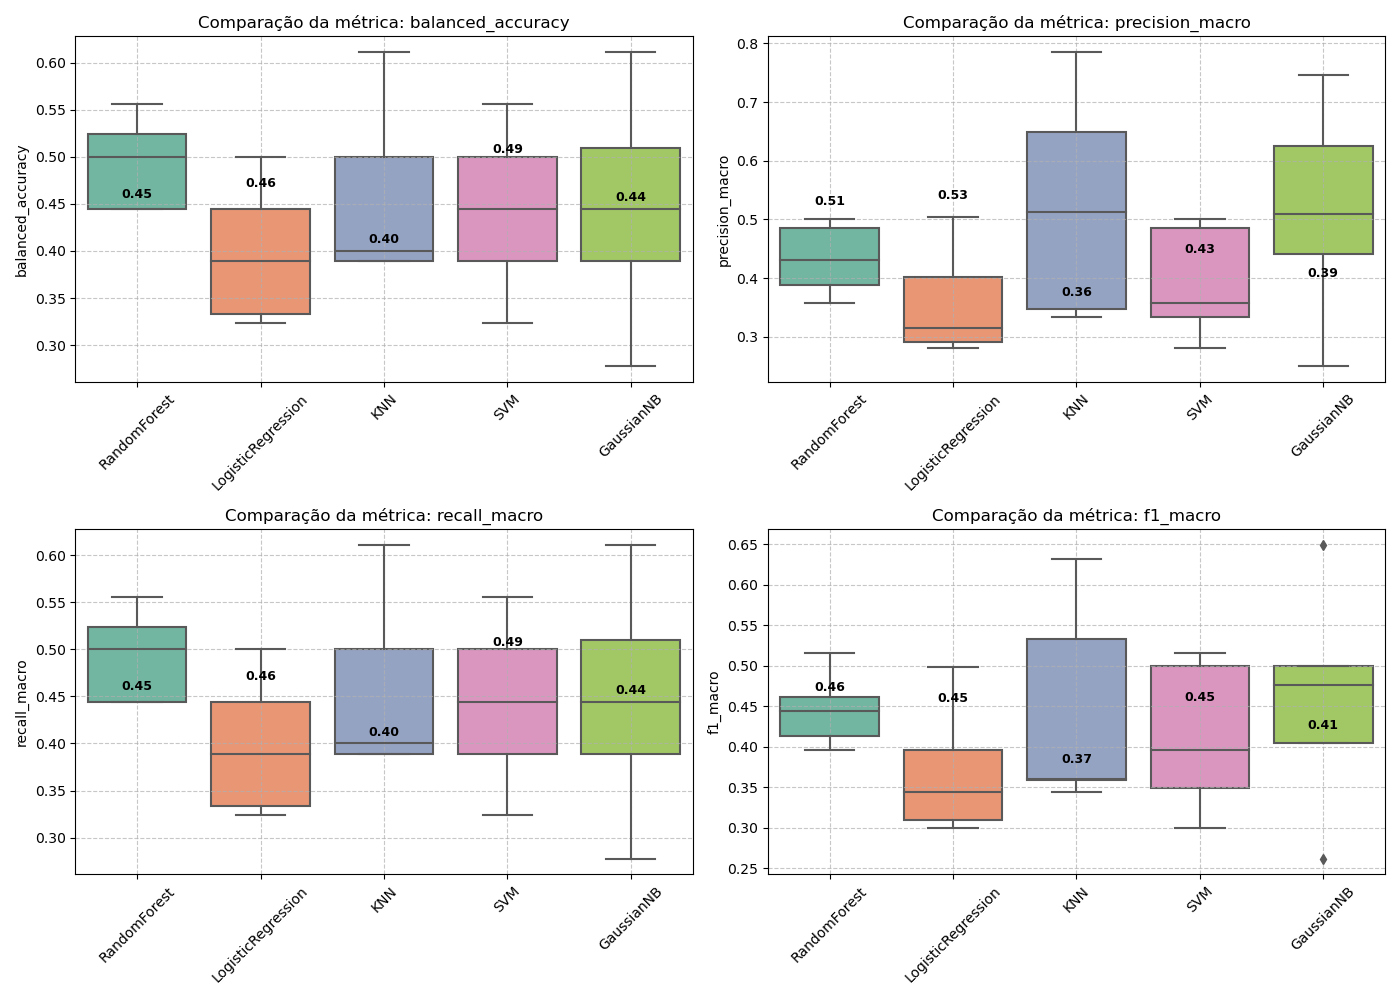 Comparação da métrica: balanced_accuracy
balanced_accuracy
0.60
0.55
0.50
0.45
0.40
0.35
0.30
0.45
0.46
0.40
0.49
0.44
RandomForest
LogisticRegression
KNN
SVM
GaussianNB
Comparação da métrica: precision_macro
precision_macro
0.8
0.7
0.6
0.5
0.4
0.3
0.51
0.53
0.36
0.43
0.39
RandomForest
LogisticRegression
KNN
SVM
GaussianNB
Comparação da métrica: recall_macro
recall_macro
0.60
0.55
0.50
0.45
0.40
0.35
0.30
0.45
0.46
0.40
0.49
0.44
RandomForest
LogisticRegression
KNN
SVM
GaussianNB
Comparação da métrica: f1_macro
f1_macro
0.65
0.60
0.55
0.50
0.45
0.40
0.35
0.30
0.25
0.46
0.45
0.37
0.45
0.41
RandomForest
LogisticRegression
KNN
SVM
GaussianNB